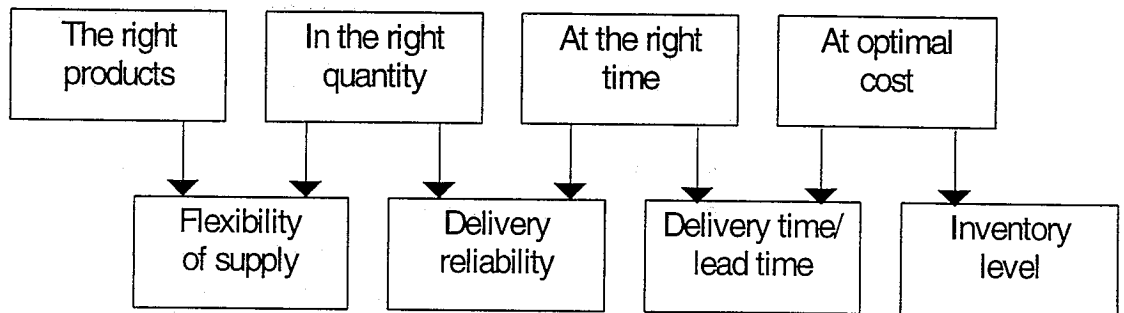 The right
products
In the right
quantity
At the right
time
At optimal
cost
Flexibility
of supply
Delivery
reliability
Delivery time/
lead time
Inventory
level